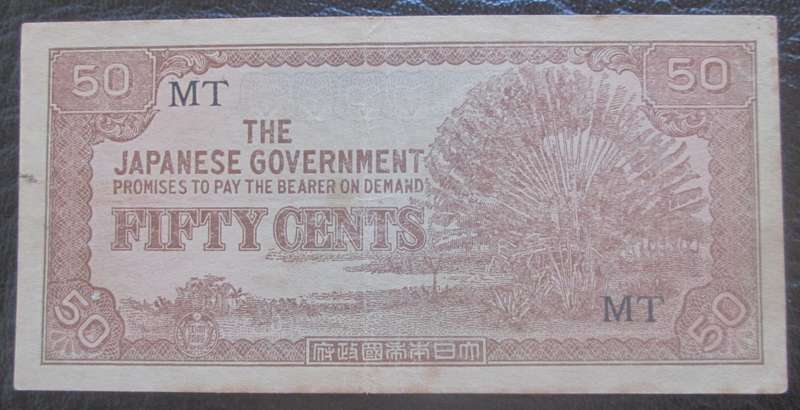 50 50
MT
THE
JAPANESE GOVERNMENT
PROMISES TO PAY THE BEARER ON DEMAND
FIFTY CENTS
MT
50 50
大日本帝國政府